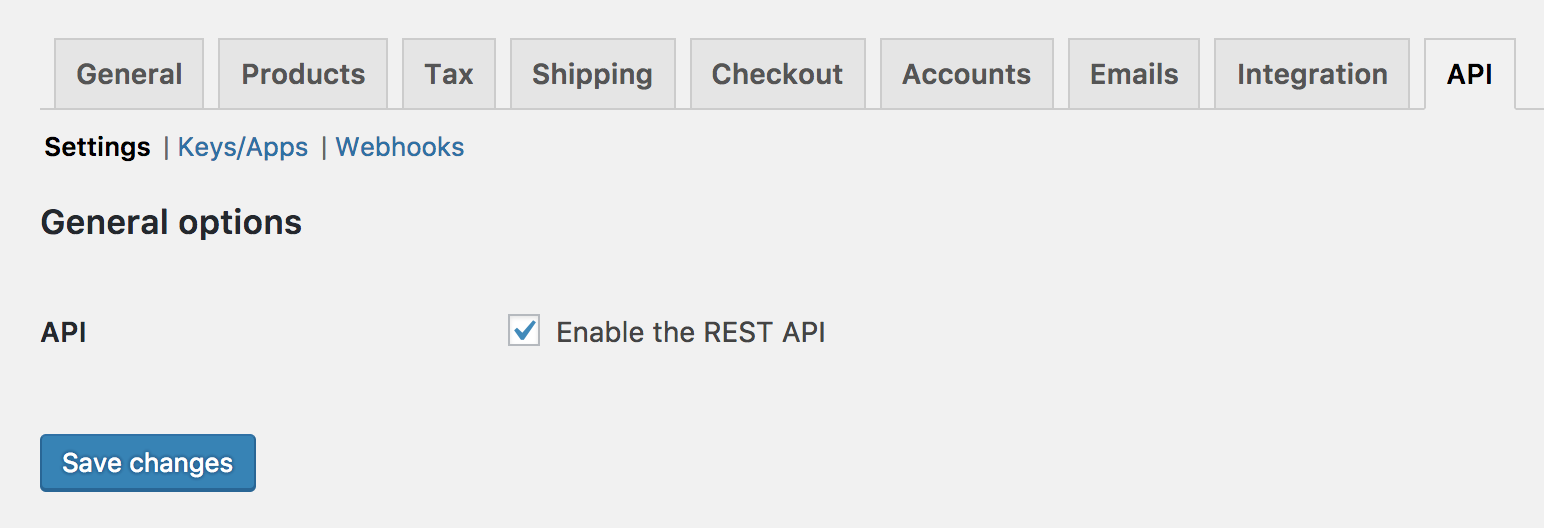 General Products Tax Shipping Checkout Accounts Emails Integration API
Settings | Keys/Apps | Webhooks
General options
API Enable the REST API
Save changes